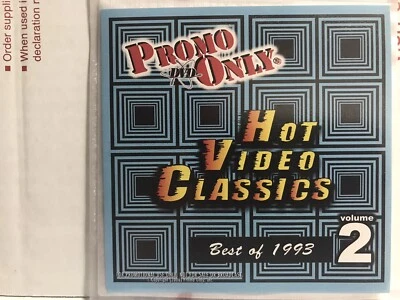 ■ Order suppli
■ When used i
declaration r
PROMO
DVD
ONLY®
HOT
VIDEO
CLASSICS
volume
2
Best of 1993